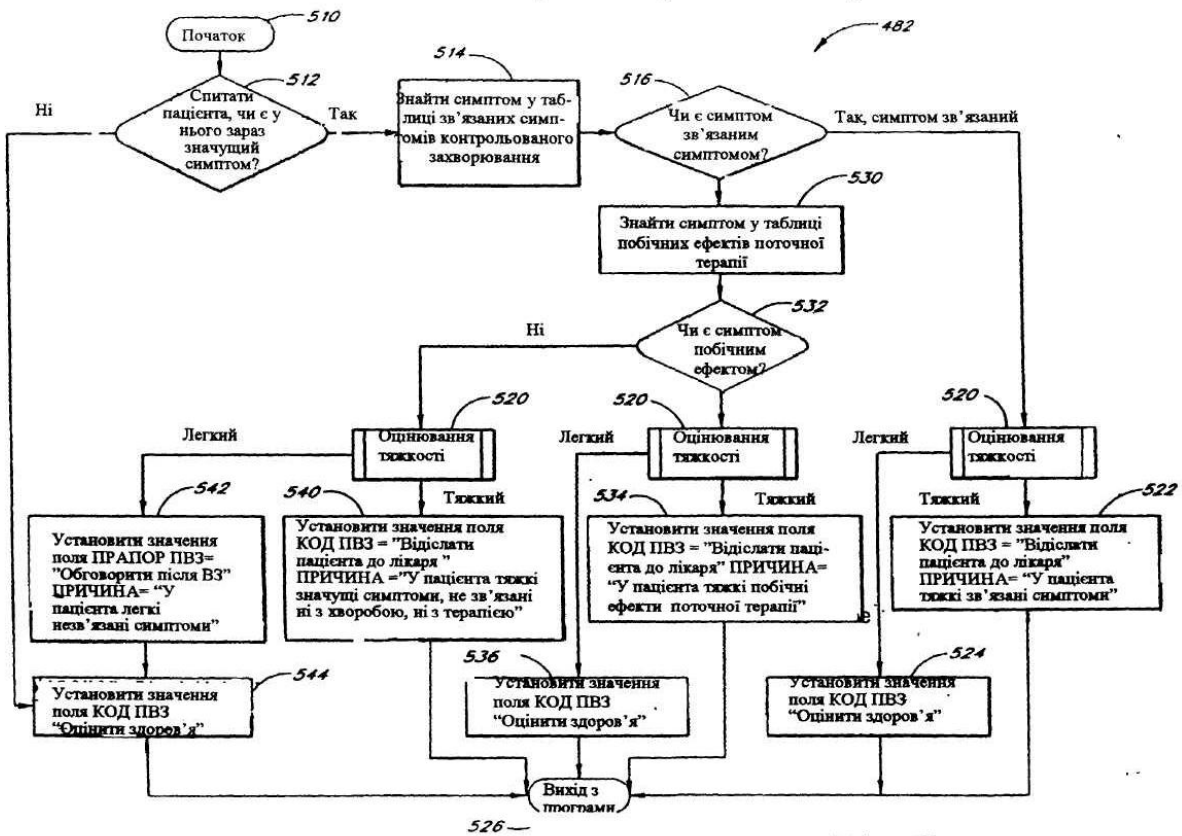 510
Початок
482
514
512
516
Ні
Спитати
пацієнта, чи є у
нього зараз
значущий
симптом?
Так
Знайти симптом у таб-
лиці зв’язаних симп-
томів контрольованого
захворювання
Чи є симптом
зв’язаним
симптомом?
Так, симптом зв’язаний
530
Знайти симптом у таблиці
побічних ефектів поточної
терапії
532
Ні
Чи є симптом
побічним
ефектом?
520
520
520
Легкий
Оцінювання
тяжкості
Легкий
Оцінювання
тяжкості
Легкий
Оцінювання
тяжкості
542
540
Тяжкий
534
Тяжкий
Тяжкий
522
Установити значення
поля ПРАПОР ПВЗ=
”Обговорити після ВЗ”
ПРИЧИНА= “У
пацієнта легкі
незв’язані симптоми”
Установити значення поля
КОД ПВЗ = ”Відіслати
пацієнта до лікаря ”
ПРИЧИНА =”У пацієнта тяжкі
значущі симптоми, не зв’язані
ні з хворобою, ні з терапією”
Установити значення поля
КОД ПВЗ = ”Відіслати паці-
єнта до лікаря” ПРИЧИНА=
“У пацієнта тяжкі побічні
ефекти поточної терапії”
Установити значення поля
КОД ПВЗ = ”Відіслати
пацієнта до лікаря”
ПРИЧИНА= “У пацієнта
тяжкі зв’язані симптоми”
544
536
524
Установити значення
поля КОД ПВЗ
“Оцінити здоров’я”
Установити значення
поля КОД ПВЗ
“Оцінити здоров’я”
Установити значення
поля КОД ПВЗ
“Оцінити здоров’я”
Вихід з
програми
526